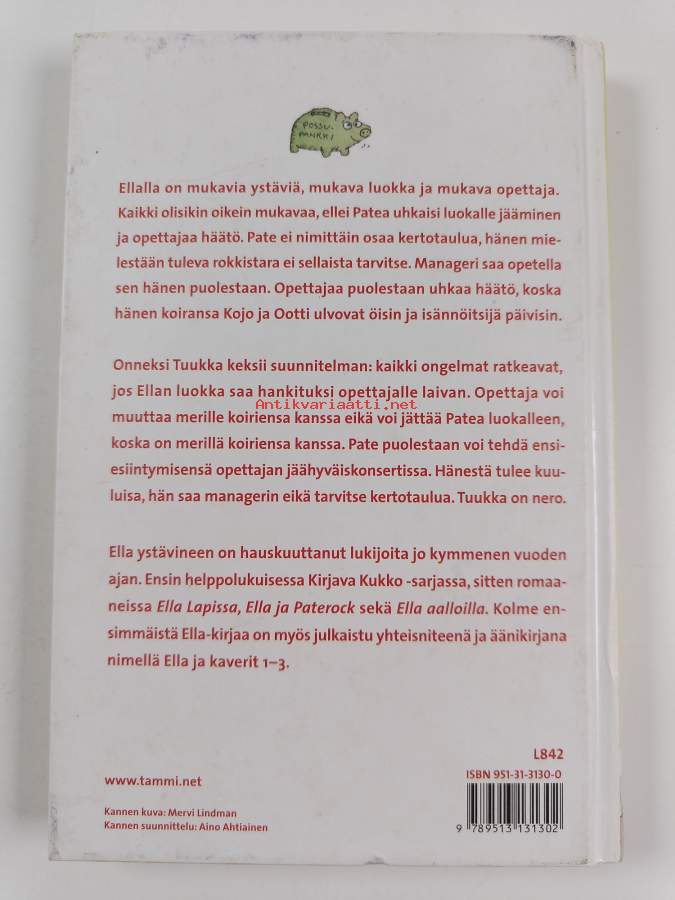 POSSU-
PANKKI
Ellalla on mukavia ystäviä, mukava luokka ja mukava opettaja.
Kaikki olisikin oikein mukavaa, ellei Patea uhkaisi luokalle jääminen
ja opettajaa häätö. Pate ei nimittäin osaa kertotaulua, hänen mie-
lestään tuleva rokkistara ei sellaista tarvitse. Manageri saa opetella
sen hänen puolestaan. Opettajaa puolestaan uhkaa häätö, koska
hänen koiransa Kojo ja Ootti ulvovat öisin ja isännöitsijä päivisin.
Onneksi Tuukka keksii suunnitelman: kaikki ongelmat ratkeavat,
jos Ellan luokka saa hankituksi opettajalle laivan. Opettaja voi
Antikvariaatti.net
muuttaa merille koiriensa kanssa eikä voi jättää Patea luokalleen,
koska on merillä koiriensa kanssa. Pate puolestaan voi tehdä ensi-
esiintymisensä opettajan jäähyväiskonsertissa. Hänestä tulee kuu-
luisa, hän saa managerin eikä tarvitse kertotaulua. Tuukka on nero.
Ella ystävineen on hauskuuttanut lukijoita jo kymmenen vuoden
ajan. Ensin helppolukuisessa Kirjava Kukko -sarjassa, sitten romaa-
neissa Ella Lapissa, Ella ja Paterock sekä Ella aalloilla. Kolme en-
simmäistä Ella-kirjaa on myös julkaistu yhteisniteenä ja äänikirjana
nimellä Ella ja kaverit 1–3.
L842
www.tammi.net
ISBN 951-31-3130-0
Kannen kuva: Mervi Lindman
Kannen suunnittelu: Aino Ahtiainen
9 789513 131302